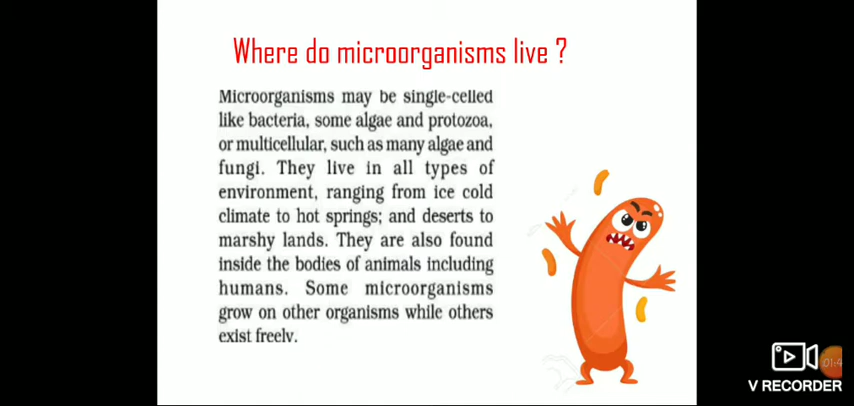 Where do microorganisms live ?
Microorganisms may be single-celled
like bacteria, some algae and protozoa,
or multicellular, such as many algae and
fungi. They live in all types of
environment, ranging from ice cold
climate to hot springs; and deserts to
marshy lands. They are also found
inside the bodies of animals including
humans. Some microorganisms
grow on other organisms while others
exist freely.
01:4
V RECORDER